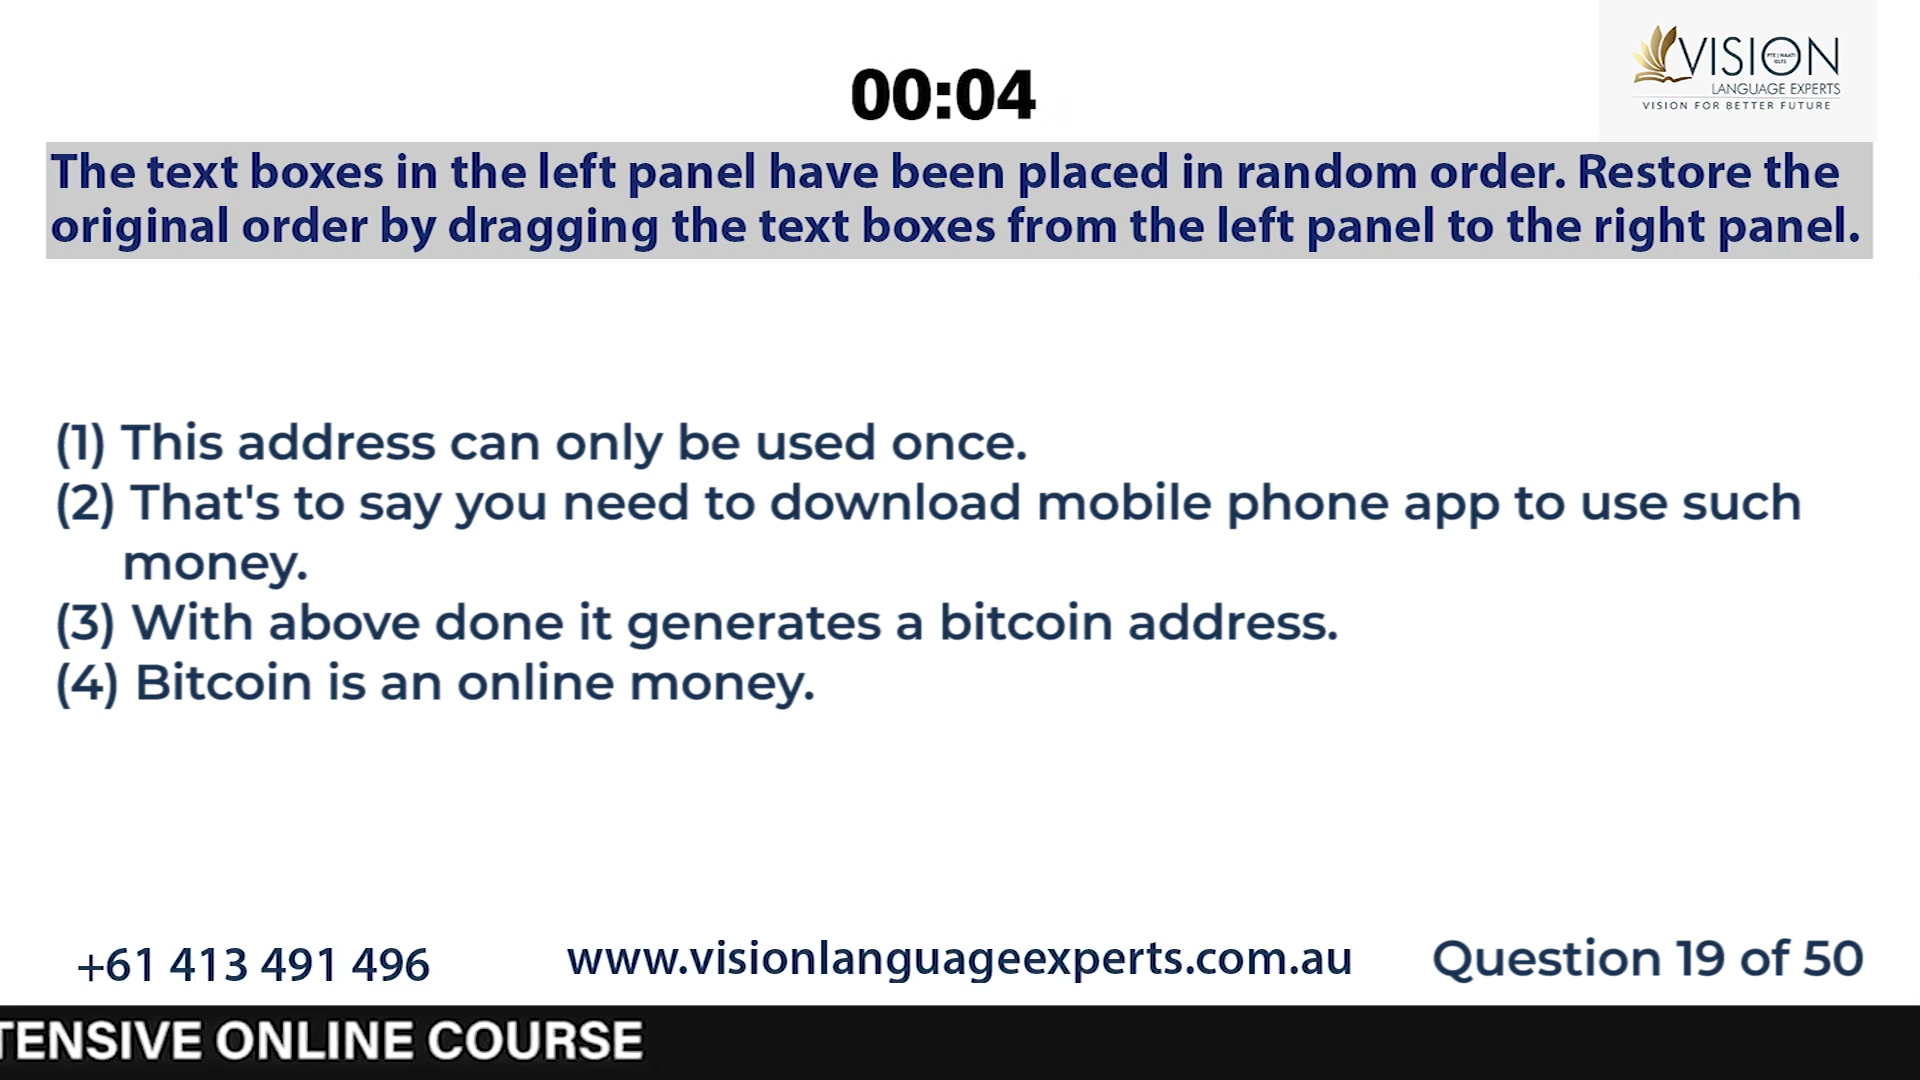 VISION
LANGUAGE EXPERTS
VISION FOR BETTER FUTURE
00:04
The text boxes in the left panel have been placed in random order. Restore the
original order by dragging the text boxes from the left panel to the right panel.
(1) This address can only be used once.
(2) That's to say you need to download mobile phone app to use such
money.
(3) With above done it generates a bitcoin address.
(4) Bitcoin is an online money.
+61 413 491 496
www.visionlanguageexperts.com.au
Question 19 of 50
TENSIVE ONLINE COURSE